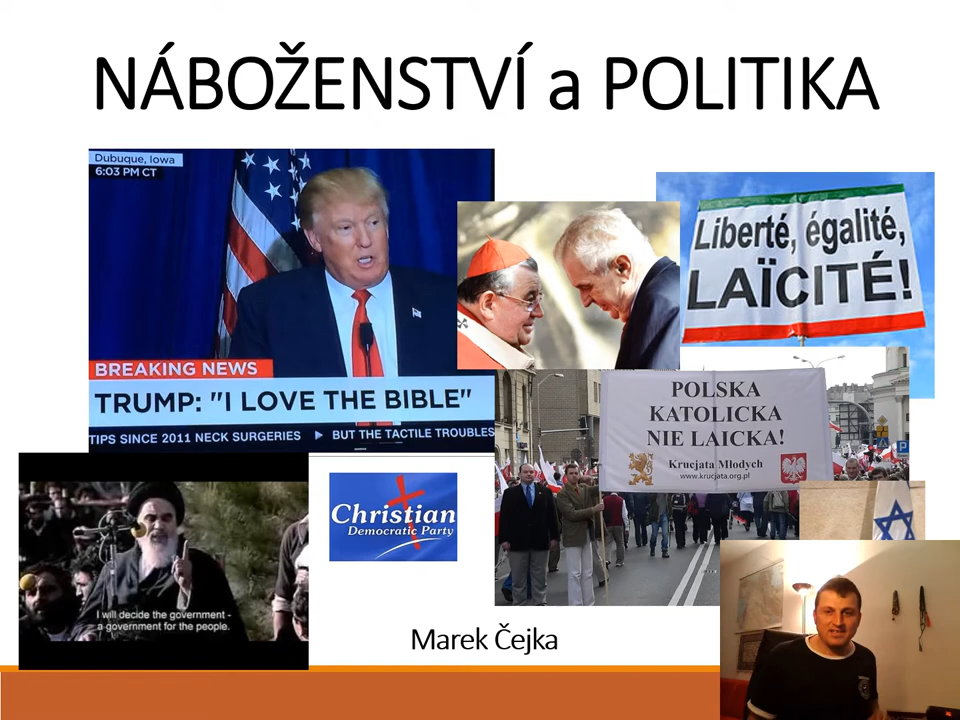 NÁBOŽENSTVÍ a POLITIKA
Dubuque, Iowa
6:03 PM CT
BREAKING NEWS
TRUMP: "I LOVE THE BIBLE"
TIPS SINCE 2011 NECK SURGERIES ▶ BUT THE TACTILE TROUBLES
Liberté, égalité,
LAÏCITÉ!
POLSKA
KATOLICKA
NIE LAICKA!
Krucjata Młodych
www.krucjata.org.pl
Christian
Democratic Party
I will decide the government -
a government for the people.
Marek Čejka